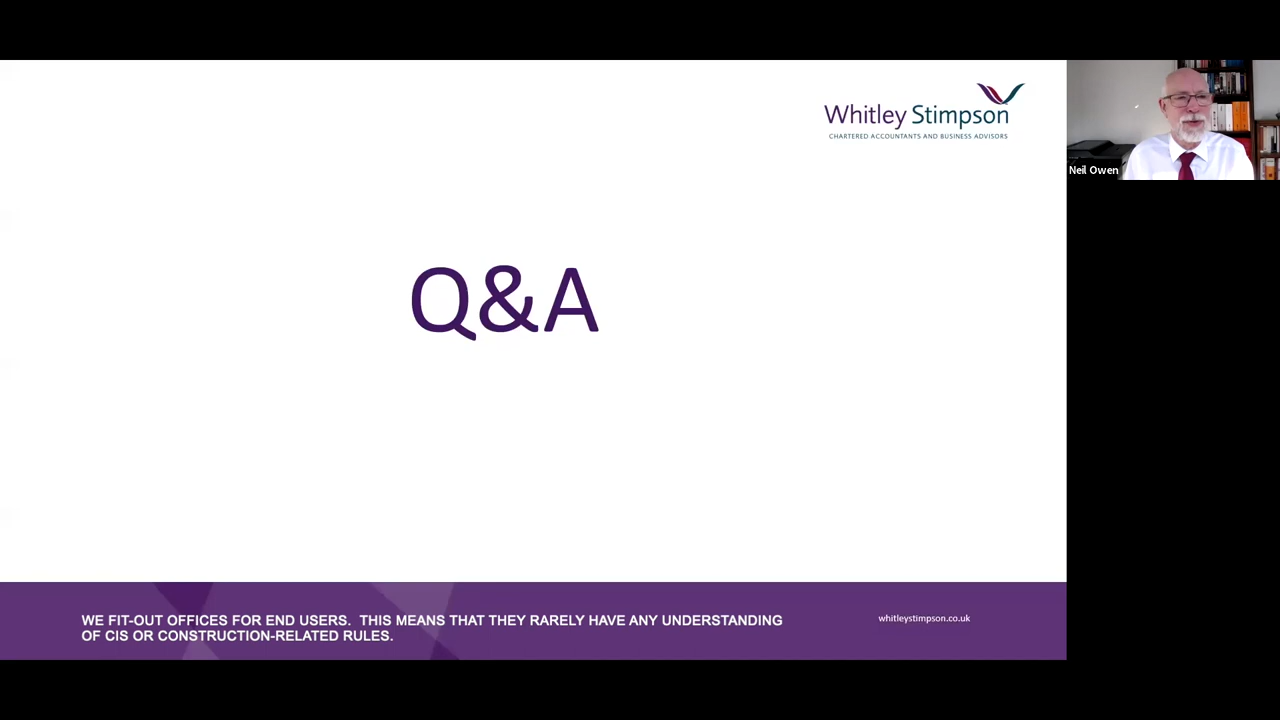 Whitley Stimpson
CHARTERED ACCOUNTANTS AND BUSINESS ADVISORS
Neil Owen
Q&A
WE FIT-OUT OFFICES FOR END USERS.  THIS MEANS THAT THEY RARELY HAVE ANY UNDERSTANDING
OF CIS OR CONSTRUCTION-RELATED RULES.
whitleystimpson.co.uk